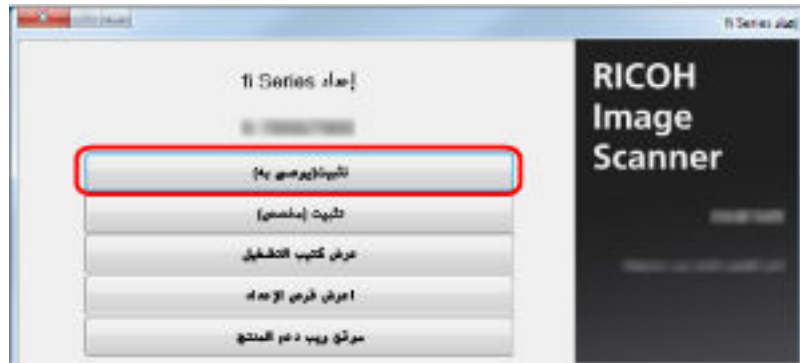 إعداد fi Series
إعداد fi Series
RICOH
Image
Scanner
تثبيت(يوصى به)
تثبيت (مخصص)
عرض كتيب التشغيل
اعرض قرص الإعداد
موقع ويب دعم المنتج